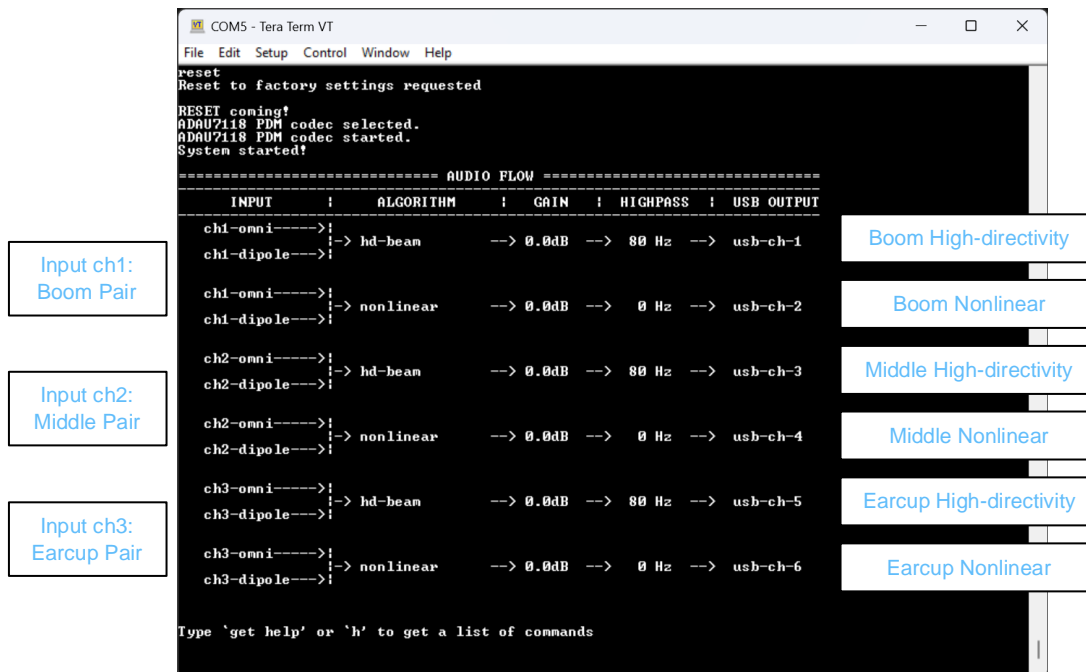 COM5 - Tera Term VT
File Edit Setup Control Window Help
reset
Reset to factory settings requested
RESET coming!
ADAU7118 PDM codec selected.
ADAU7118 PDM codec started.
System started!
============================== AUDIO FLOW ================================
INPUT ¦ ALGORITHM ¦ GAIN ¦ HIGHPASS ¦ USB OUTPUT
ch1-omni----->¦
¦-> hd-beam --> 0.0dB --> 80 Hz --> usb-ch-1
ch1-dipole--->¦
ch1-omni----->¦
¦-> nonlinear --> 0.0dB --> 0 Hz --> usb-ch-2
ch1-dipole--->¦
ch2-omni----->¦
¦-> hd-beam --> 0.0dB --> 80 Hz --> usb-ch-3
ch2-dipole--->¦
ch2-omni----->¦
¦-> nonlinear --> 0.0dB --> 0 Hz --> usb-ch-4
ch2-dipole--->¦
ch3-omni----->¦
¦-> hd-beam --> 0.0dB --> 80 Hz --> usb-ch-5
ch3-dipole--->¦
ch3-omni----->¦
¦-> nonlinear --> 0.0dB --> 0 Hz --> usb-ch-6
ch3-dipole--->¦
Type `get help' or `h' to get a list of commands
Input ch1:
Boom Pair
Input ch2:
Middle Pair
Input ch3:
Earcup Pair
Boom High-directivity
Boom Nonlinear
Middle High-directivity
Middle Nonlinear
Earcup High-directivity
Earcup Nonlinear